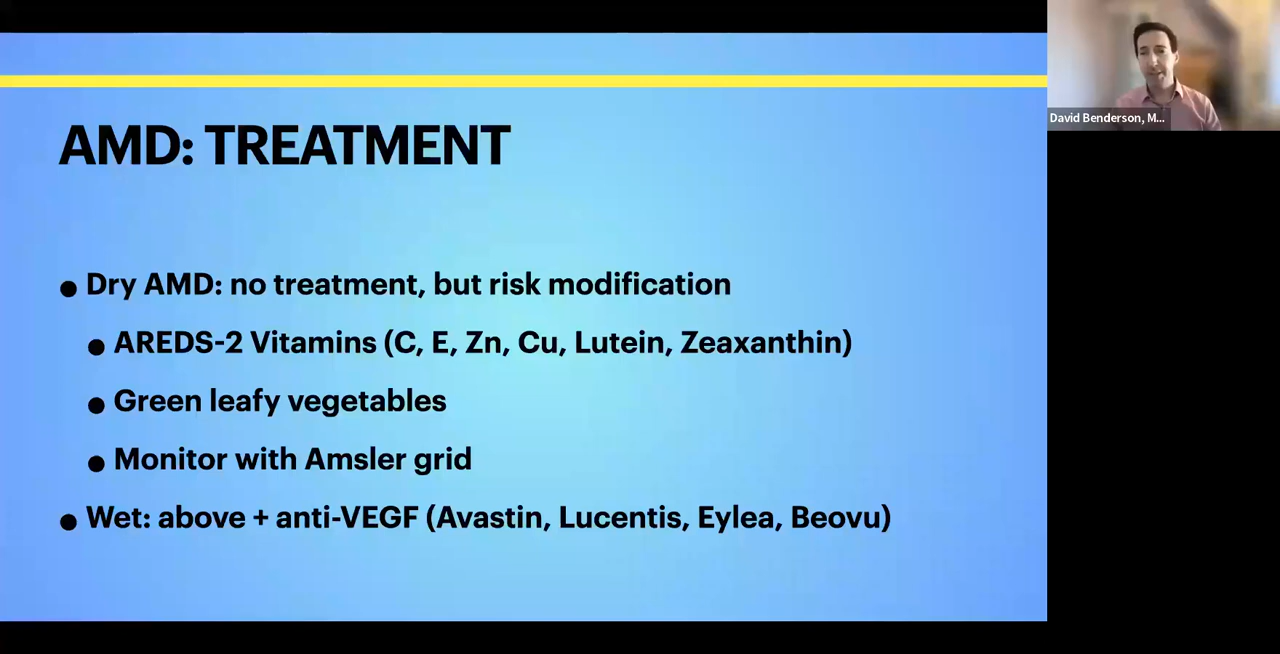 AMD: TREATMENT
• Dry AMD: no treatment, but risk modification
• AREDS-2 Vitamins (C, E, Zn, Cu, Lutein, Zeaxanthin)
• Green leafy vegetables
• Monitor with Amsler grid
• Wet: above + anti-VEGF (Avastin, Lucentis, Eylea, Beovu)
David Benderson, M...